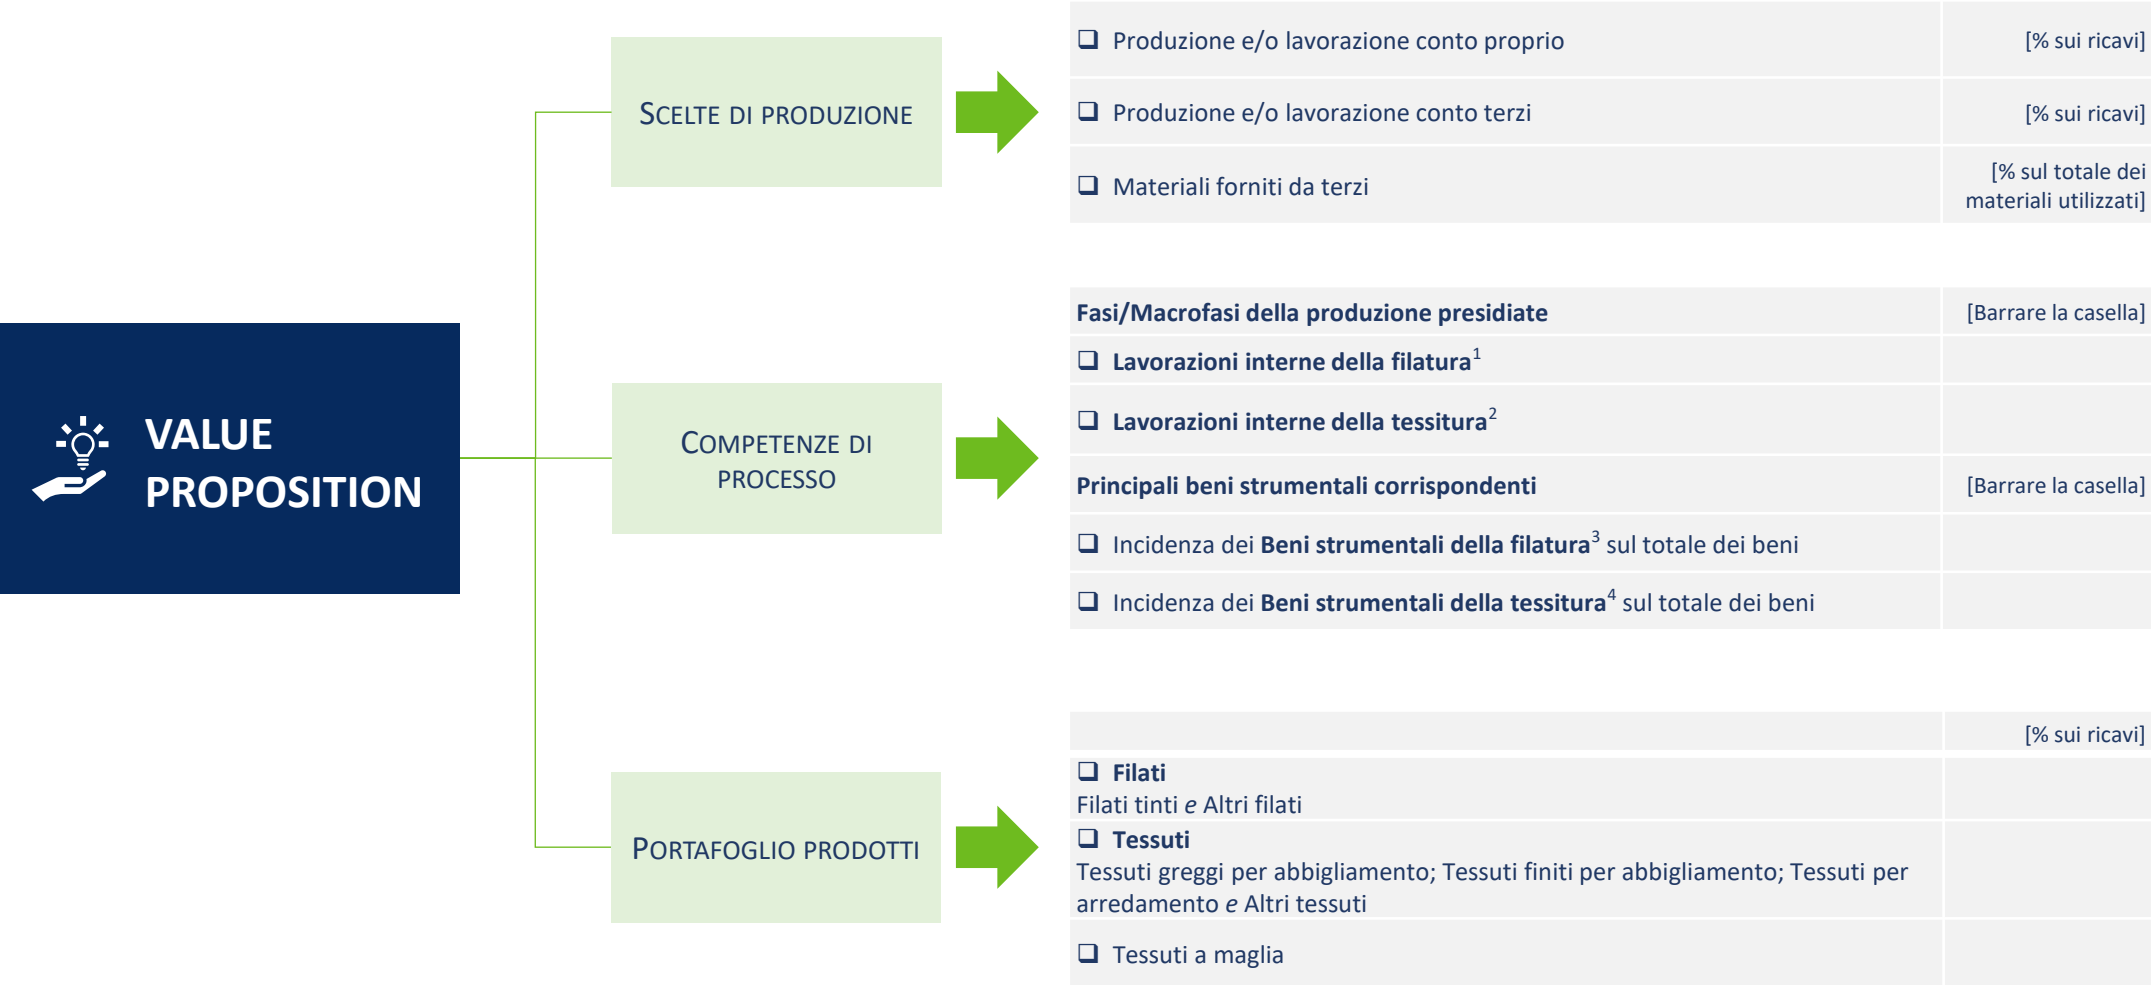 VALUE
PROPOSITION
SCELTE DI PRODUZIONE
❑ Produzione e/o lavorazione conto proprio [% sui ricavi]
❑ Produzione e/o lavorazione conto terzi [% sui ricavi]
❑ Materiali forniti da terzi [% sul totale dei
materiali utilizzati]
COMPETENZE DI
PROCESSO
Fasi/Macrofasi della produzione presidiate [Barrare la casella]
❑ Lavorazioni interne della filatura¹
❑ Lavorazioni interne della tessitura²
Principali beni strumentali corrispondenti [Barrare la casella]
❑ Incidenza dei Beni strumentali della filatura³ sul totale dei beni
❑ Incidenza dei Beni strumentali della tessitura⁴ sul totale dei beni
PORTAFOGLIO PRODOTTI
[% sui ricavi]
❑ Filati
Filati tinti e Altri filati
❑ Tessuti
Tessuti greggi per abbigliamento; Tessuti finiti per abbigliamento; Tessuti per
arredamento e Altri tessuti
❑ Tessuti a maglia